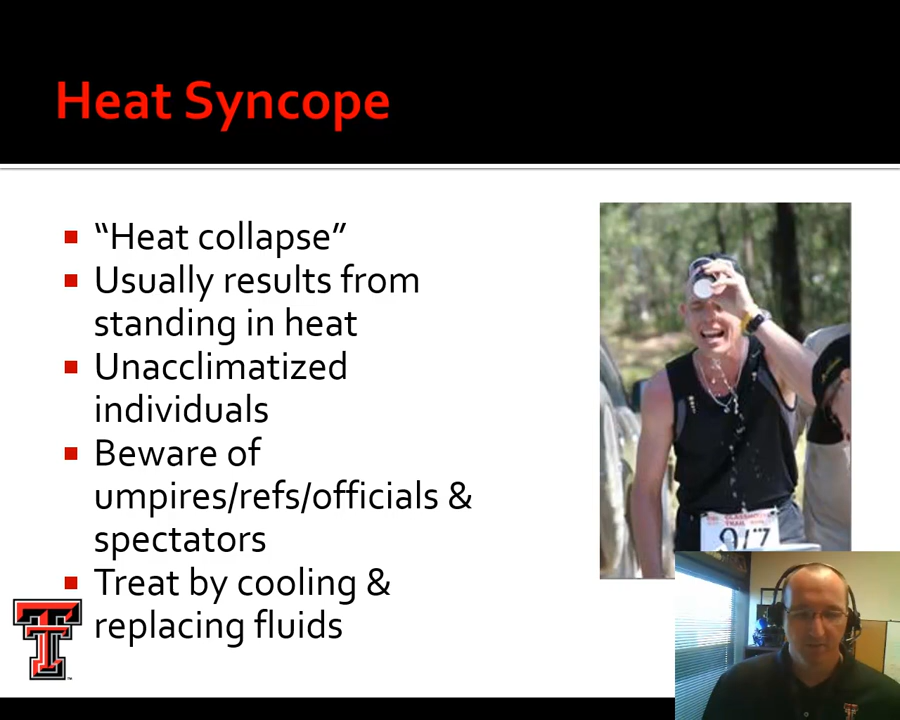 Heat Syncope
“Heat collapse”
Usually results from
standing in heat
Unacclimatized
individuals
Beware of
umpires/refs/officials &
spectators
Treat by cooling &
replacing fluids